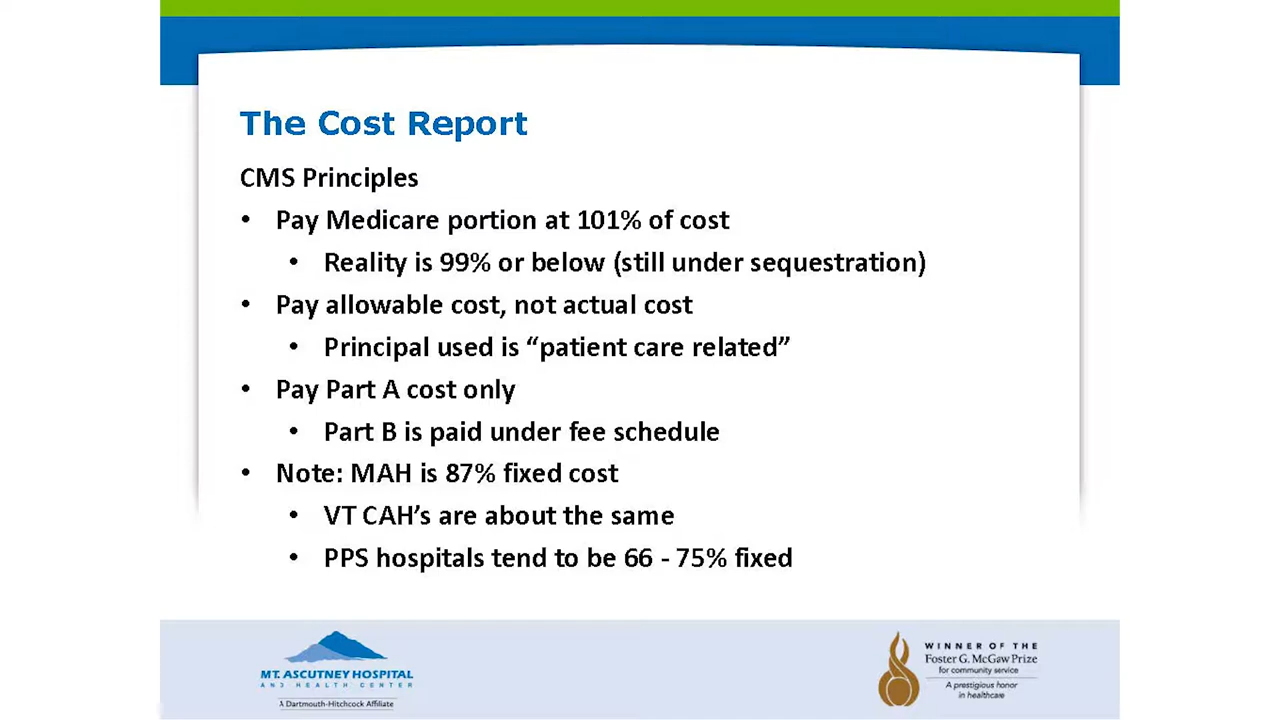 The Cost Report
CMS Principles
• Pay Medicare portion at 101% of cost
• Reality is 99% or below (still under sequestration)
• Pay allowable cost, not actual cost
• Principal used is “patient care related”
• Pay Part A cost only
• Part B is paid under fee schedule
• Note: MAH is 87% fixed cost
• VT CAH’s are about the same
• PPS hospitals tend to be 66 - 75% fixed
MT. ASCUTNEY HOSPITAL
AND HEALTH CENTER
A Dartmouth-Hitchcock Affiliate
WINNER OF THE
Foster G. McGaw Prize
for community service
A prestigious honor
in healthcare